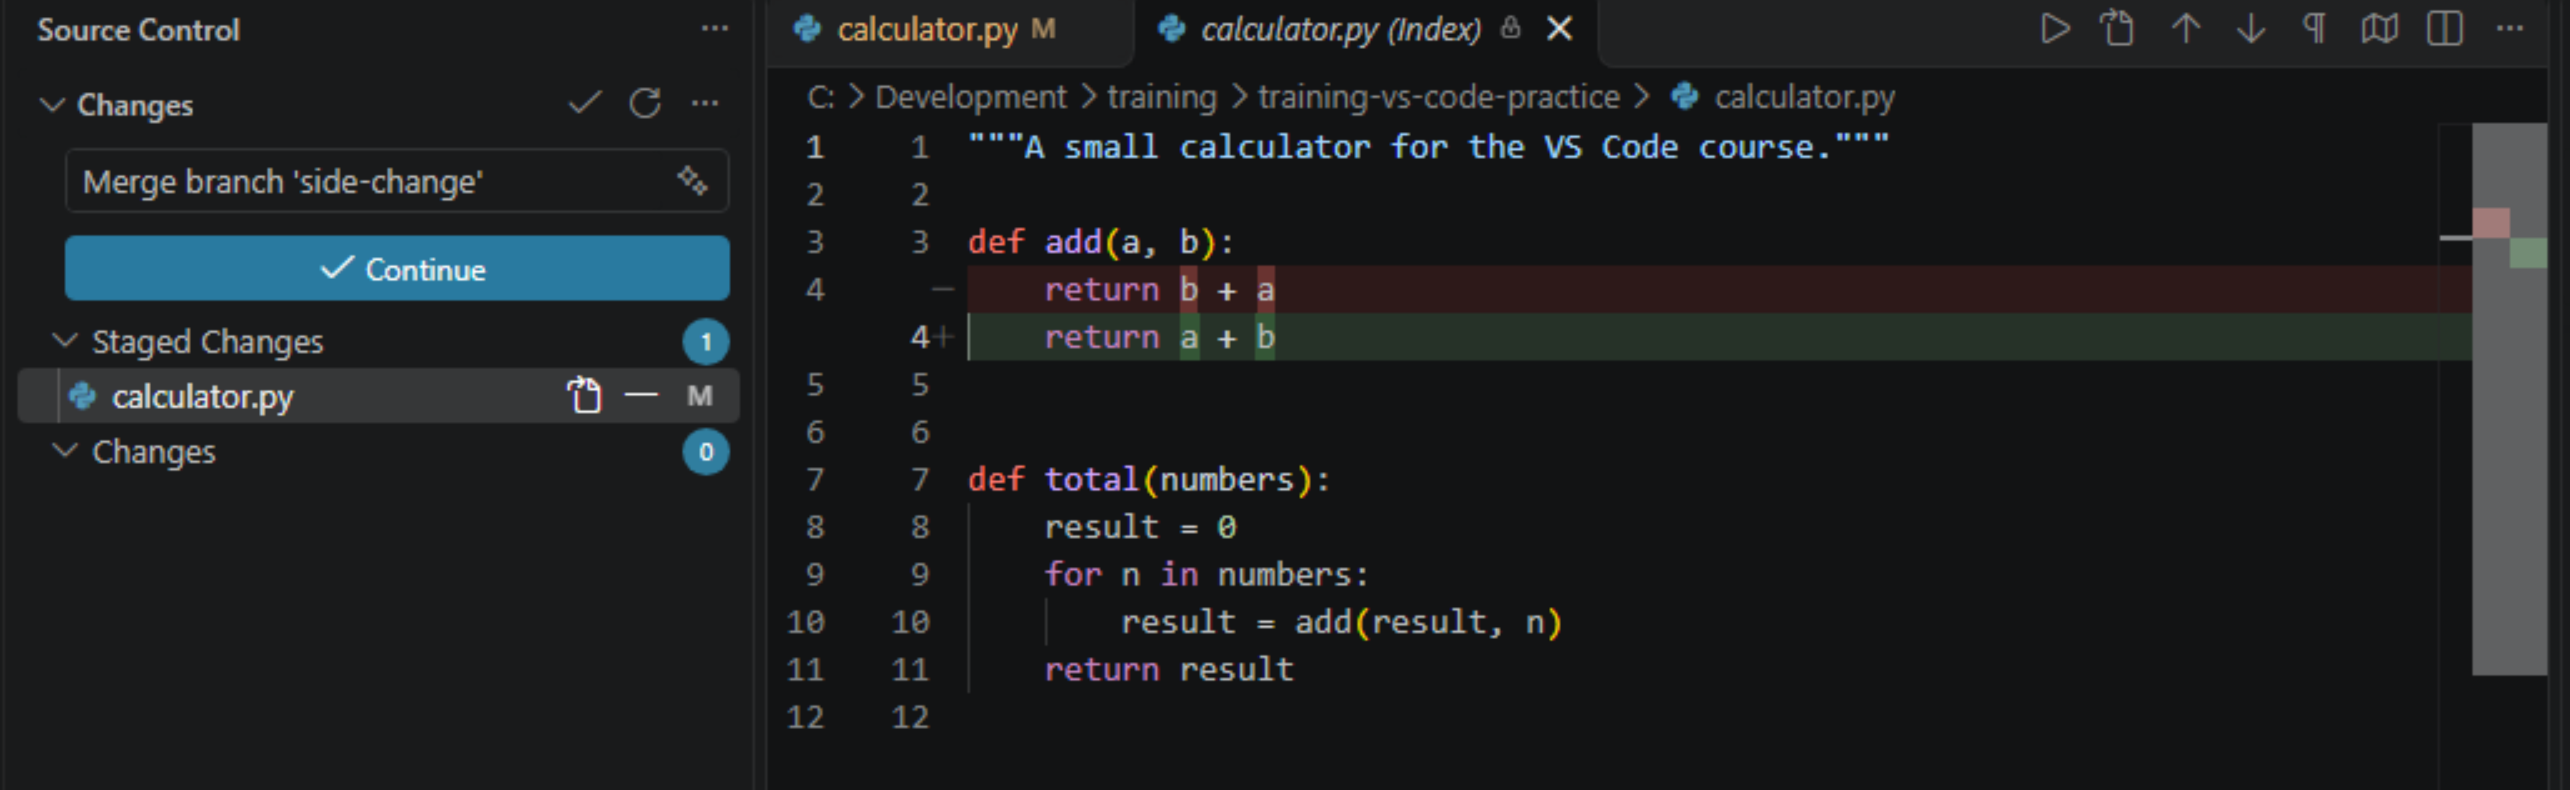 Source Control
Changes
Merge branch 'side-change'
Continue
Staged Changes 1
calculator.py M
Changes 0
calculator.py M
calculator.py (Index)
C: > Development > training > training-vs-code-practice > calculator.py
1 1 """A small calculator for the VS Code course."""
2 2
3 3 def add(a, b):
4 − return b + a
4+ return a + b
5 5
6 6
7 7 def total(numbers):
8 8 result = 0
9 9 for n in numbers:
10 10 result = add(result, n)
11 11 return result
12 12